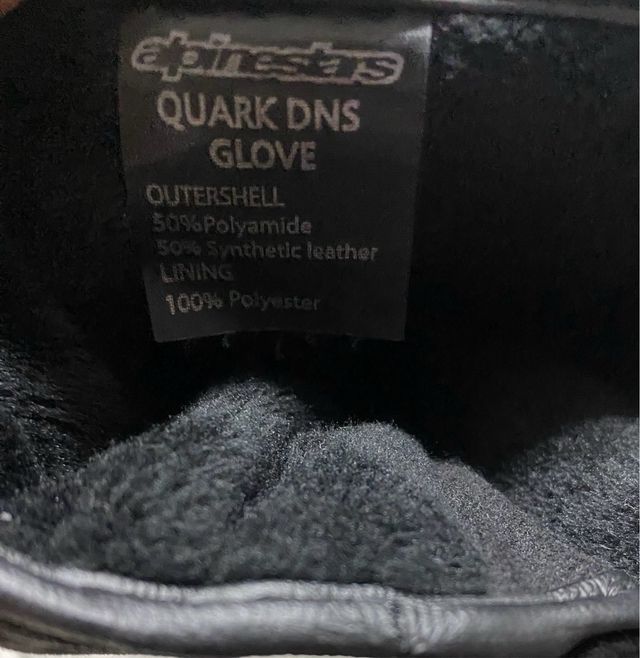 alpinestars
QUARK DNS
GLOVE
OUTERSHELL
50%Polyamide
50% Synthetic leather
LINING
100% Polyester